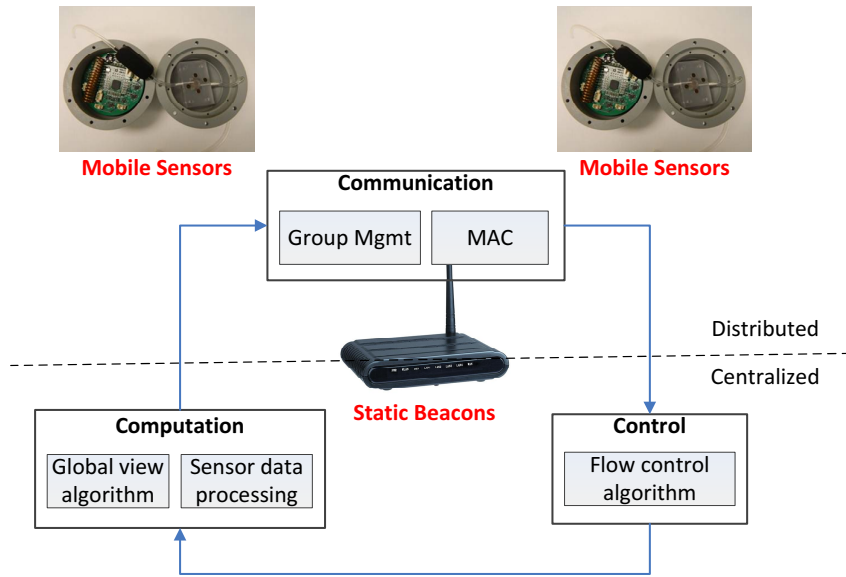 Mobile Sensors
Mobile Sensors
Communication
Group Mgmt
MAC
Distributed
Centralized
Static Beacons
Computation
Global view
algorithm
Sensor data
processing
Control
Flow control
algorithm